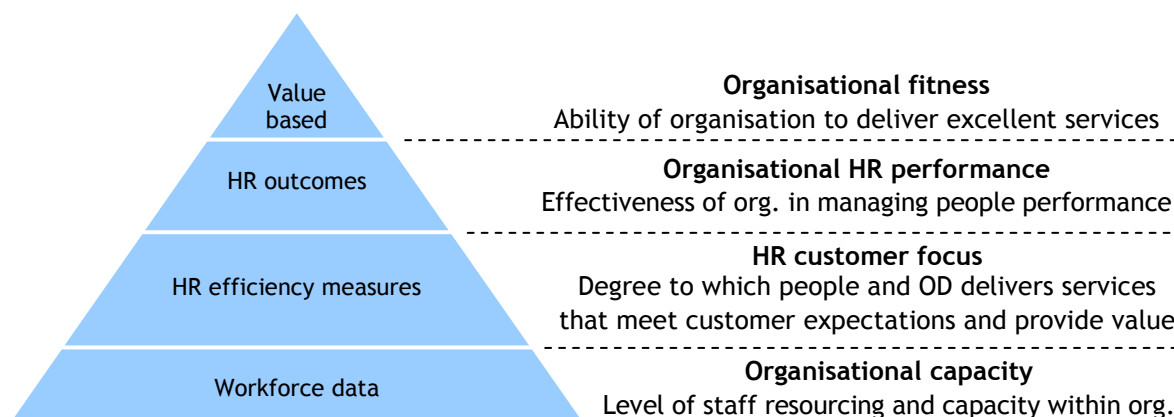 Value
based
Organisational fitness
Ability of organisation to deliver excellent services
HR outcomes
Organisational HR performance
Effectiveness of org. in managing people performance
HR efficiency measures
HR customer focus
Degree to which people and OD delivers services
that meet customer expectations and provide value
Workforce data
Organisational capacity
Level of staff resourcing and capacity within org.